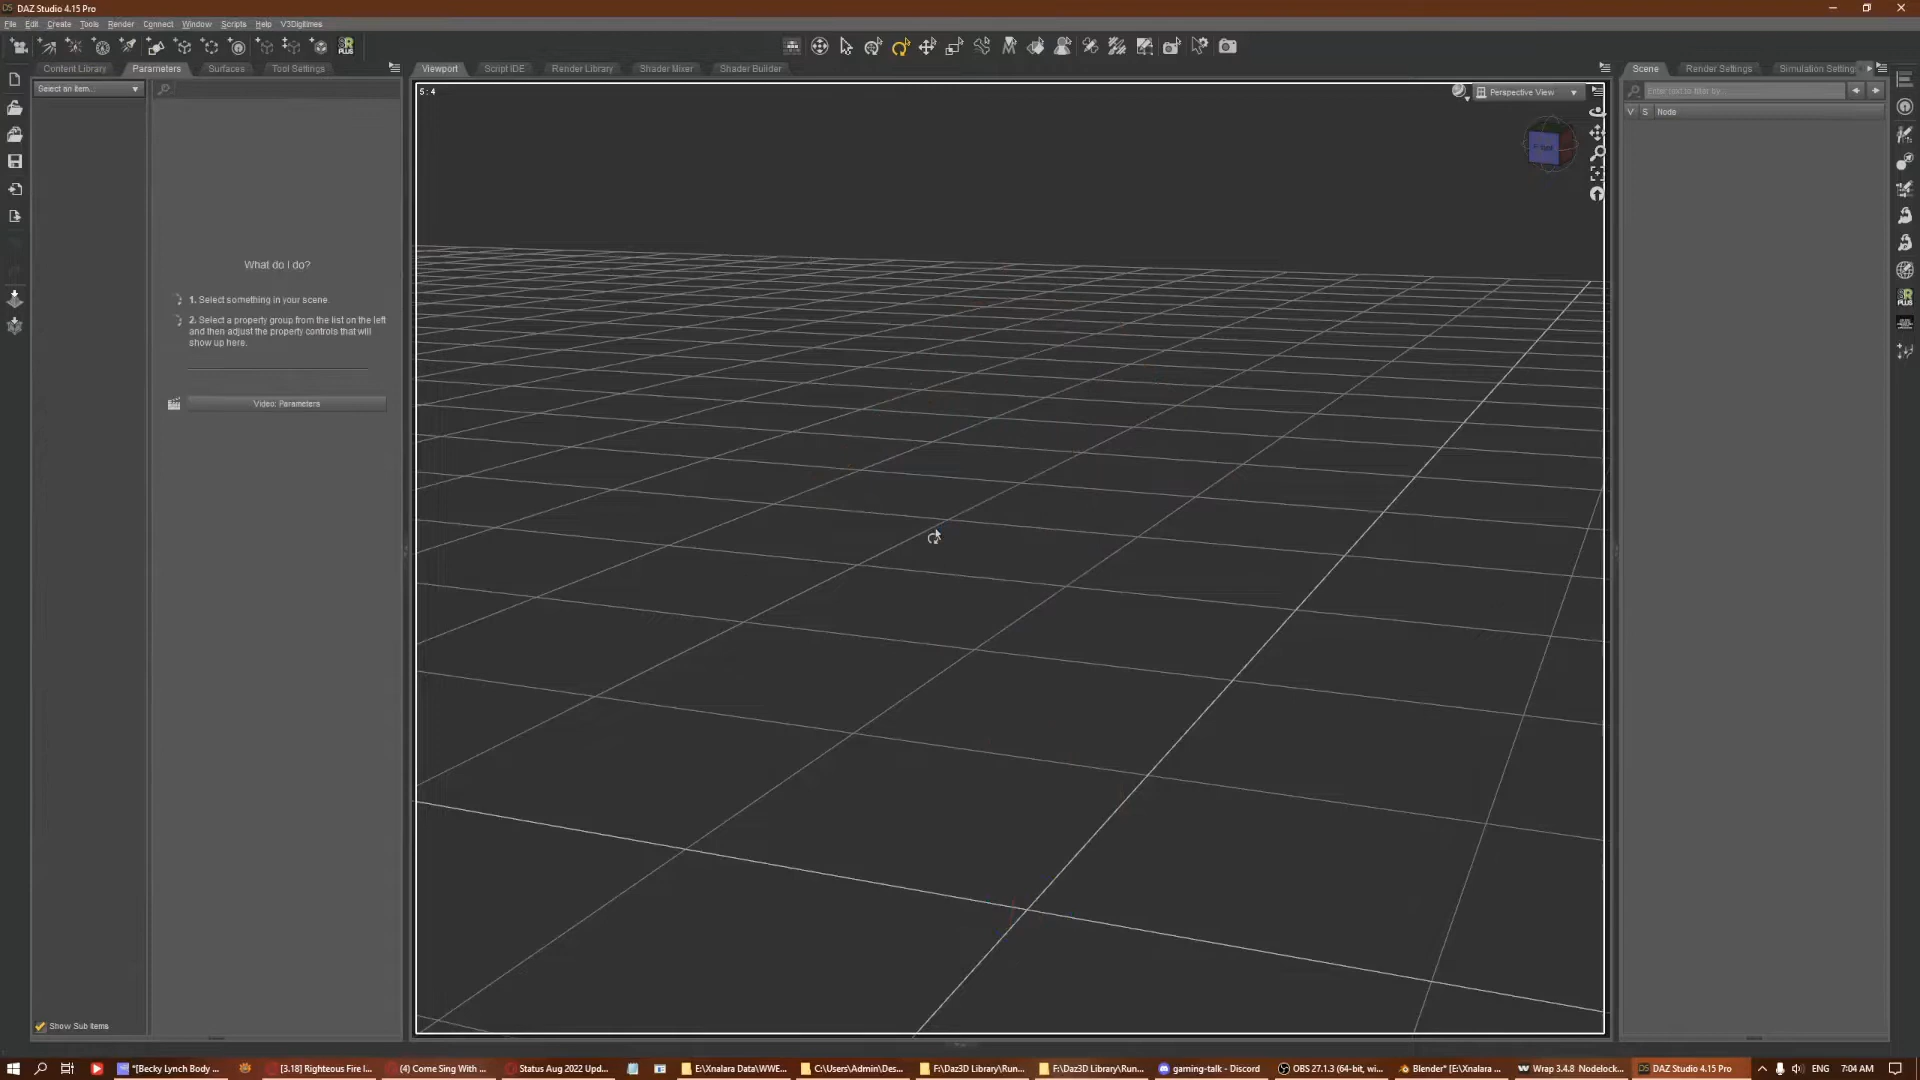 DAZ Studio 4.15 Pro
File Edit Create Tools Render Connect Window Scripts Help V3Digitimes
SR PLUS
Content Library Parameters Surfaces Tool Settings
Viewport Script IDE Render Library Shader Mixer Shader Builder
Scene Render Settings Simulation Settings
Select an item...
5 : 4
Perspective View
Enter text to filter by...
V S Node
What do I do?
1. Select something in your scene.
2. Select a property group from the list on the left
and then adjust the property controls that will
show up here.
Video: Parameters
Show Sub Items
*[Becky Lynch Body ...
[3.18] Righteous Fire I...
(4) Come Sing With ...
Status Aug 2022 Upd...
E:\Xnalara Data\WWE...
C:\Users\Admin\Des...
F:\Daz3D Library\Run...
F:\Daz3D Library\Run...
gaming-talk - Discord
OBS 27.1.3 (64-bit, wi...
Blender* [E:\Xnalara ...
Wrap 3.4.8 Nodelock...
DAZ Studio 4.15 Pro
ENG
7:04 AM